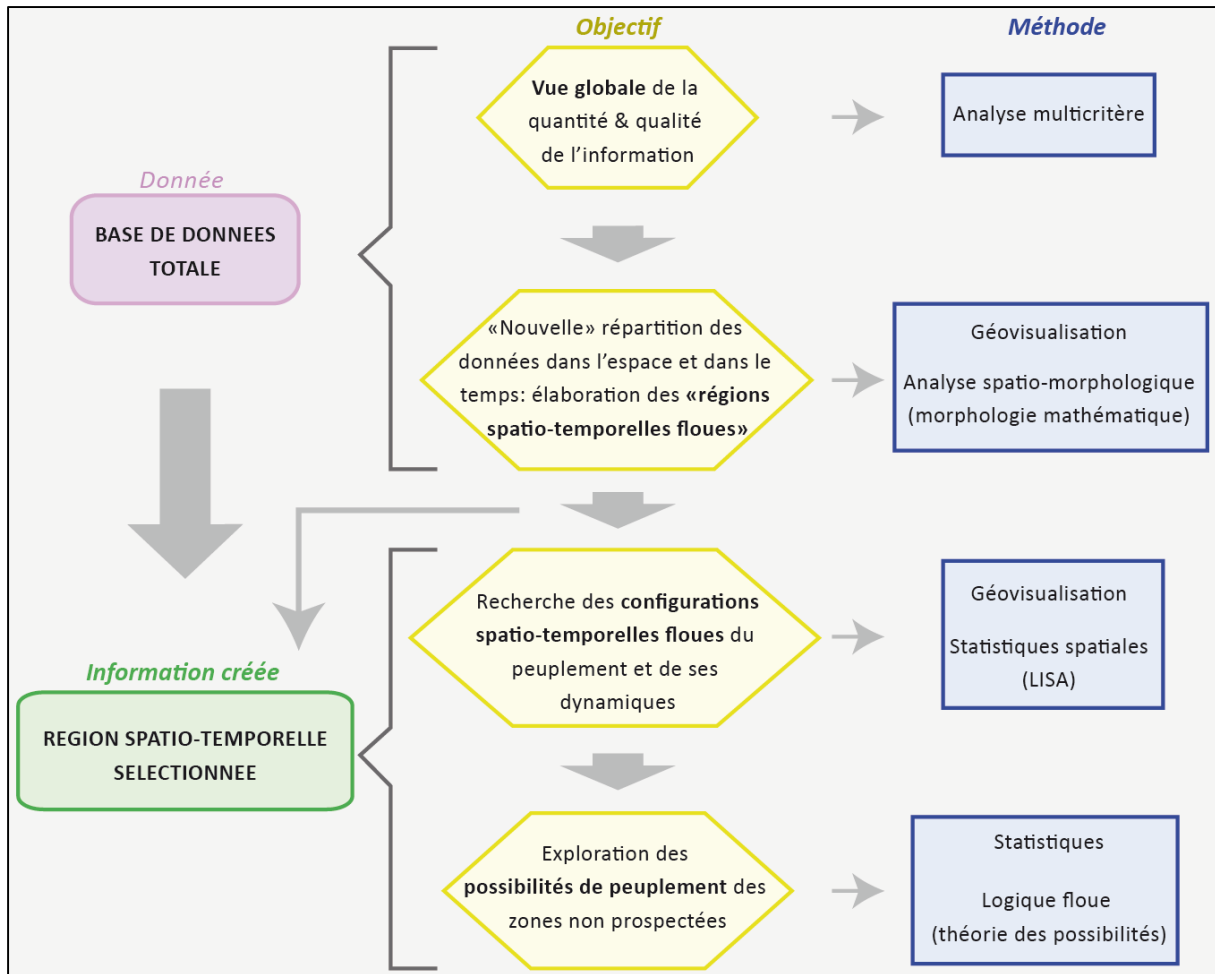 Objectif
Méthode
Vue globale de la
quantité & qualité
de l'information
Analyse multicritère
Donnée
BASE DE DONNEES
TOTALE
«Nouvelle» répartition des
données dans l'espace et dans le
temps: élaboration des «régions
spatio-temporelles floues»
Géovisualisation
Analyse spatio-morphologique
(morphologie mathématique)
Recherche des configurations
spatio-temporelles floues du
peuplement et de ses
dynamiques
Géovisualisation
Statistiques spatiales
(LISA)
Information créée
REGION SPATIO-TEMPORELLE
SELECTIONNEE
Exploration des
possibilités de peuplement des
zones non prospectées
Statistiques
Logique floue
(théorie des possibilités)